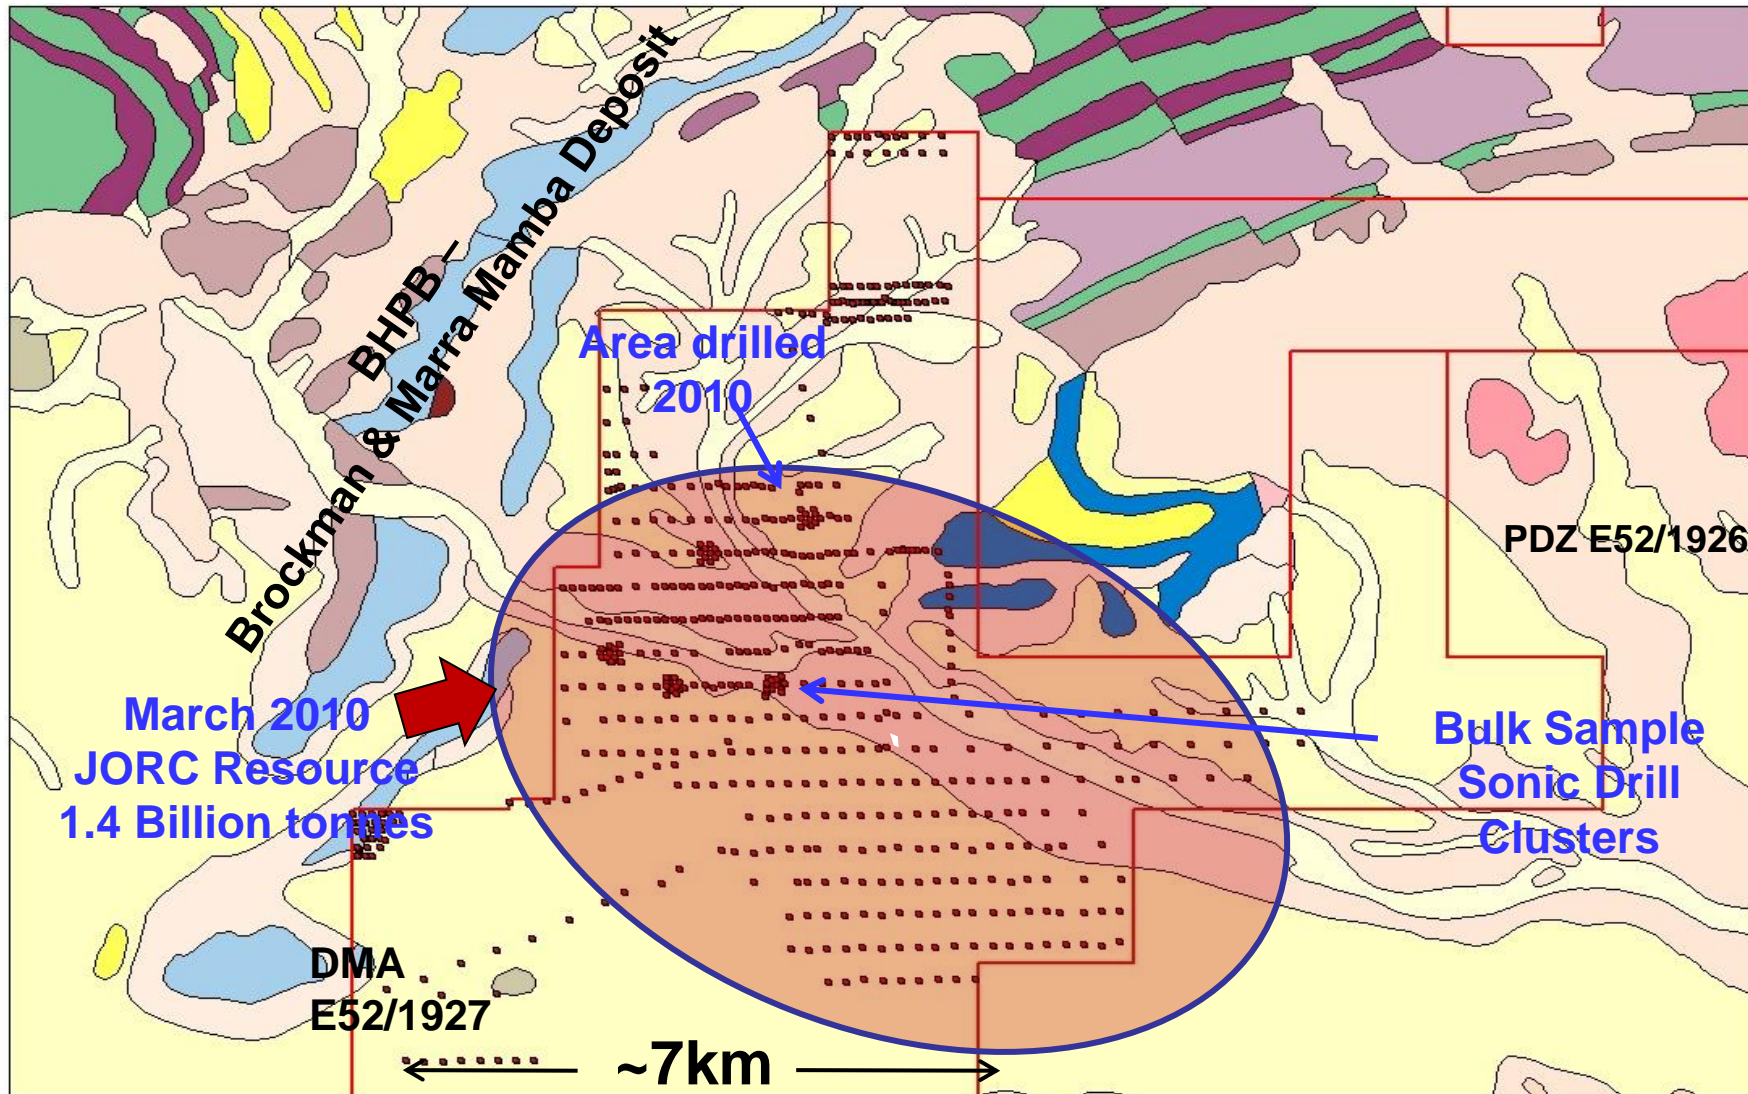 BHPB –
Brockman & Marra Mamba Deposit
Area drilled
2010
PDZ E52/1926
March 2010
JORC Resource
1.4 Billion tonnes
Bulk Sample
Sonic Drill
Clusters
DMA
E52/1927
~7km